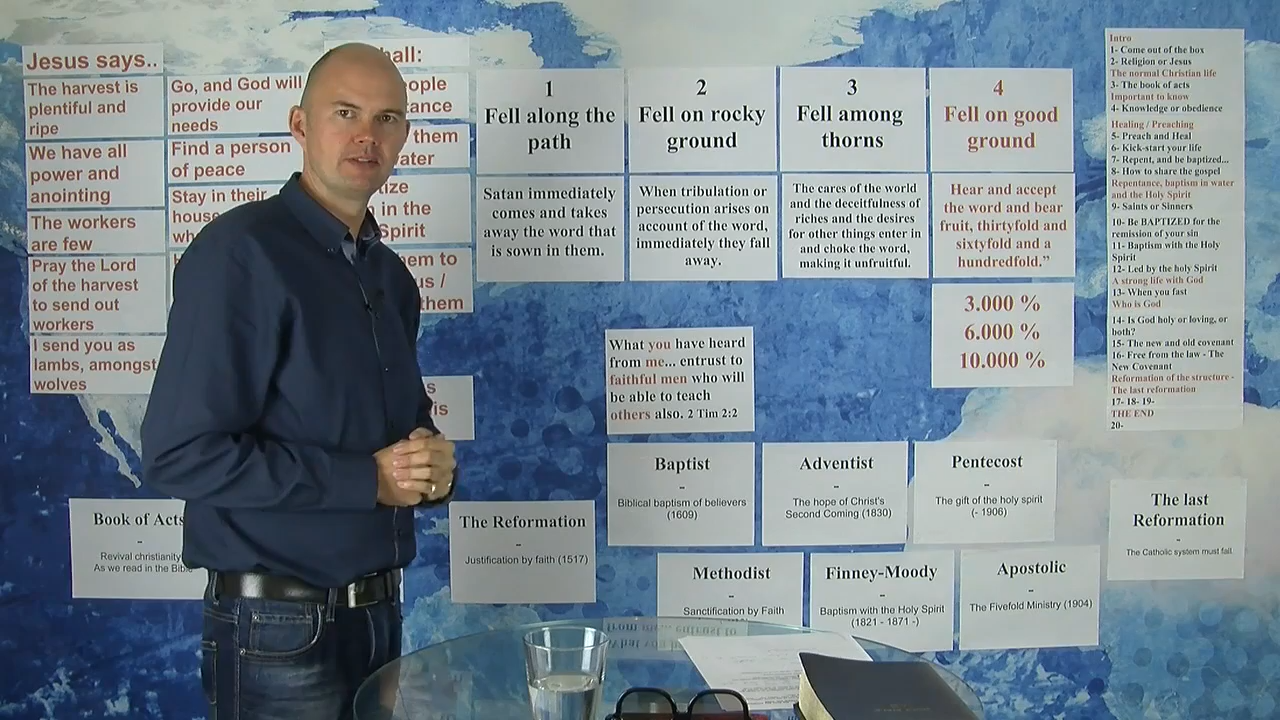 Jesus says..
The harvest is
plentiful and
ripe
We have all
power and
anointing
The workers
are few
Pray the Lord
of the harvest
to send out
workers
I send you as
lambs, amongst
wolves
Go, and God will
provide our
needs
Find a person
of peace
Stay in their
them
in the
Spirit
them
1
Fell along the
path
Satan immediately
comes and takes
away the word that
is sown in them.
2
Fell on rocky
ground
When tribulation or
persecution arises on
account of the word,
immediately they fall
away.
3
Fell among
thorns
The cares of the world
and the deceitfulness of
riches and the desires
for other things enter in
and choke the word,
making it unfruitful.
4
Fell on good
ground
Hear and accept
the word and bear
fruit, thirtyfold and
sixtyfold and a
hundredfold.”
3.000 %
6.000 %
10.000 %
What you have heard
from me... entrust to
faithful men who will
be able to teach
others also. 2 Tim 2:2
Intro
1- Come out of the box
2- Religion or Jesus
The normal Christian life
3- The book of acts
Important to know
4- Knowledge or obedience
Healing / Preaching
5- Preach and Heal
6- Kick-start your life
7- Repent, and be baptized...
8- How to share the gospel
Repentance, baptism in water
and the Holy Spirit
9- Saints or Sinners
10- Be BAPTIZED for the
remission of your sin
11- Baptism with the Holy
Spirit
12- Led by the holy Spirit
A strong life with God
13- When you fast
Who is God
14- Is God holy or loving, or
both?
15- The new and old covenant
16- Free from the law - The
New Covenant
Reformation of the structure -
The last reformation
17- 18- 19-
THE END
20-
Book of Acts
-
Revival christianity
As we read in the Bible
The Reformation
-
Justification by faith (1517)
Baptist
-
Biblical baptism of believers
(1609)
Adventist
-
The hope of Christ's
Second Coming (1830)
Pentecost
-
The gift of the holy spirit
(- 1906)
Methodist
-
Sanctification by Faith
Finney-Moody
-
Baptism with the Holy Spirit
(1821 - 1871 -)
Apostolic
-
The Fivefold Ministry (1904)
The last
Reformation
-
The Catholic system must fall